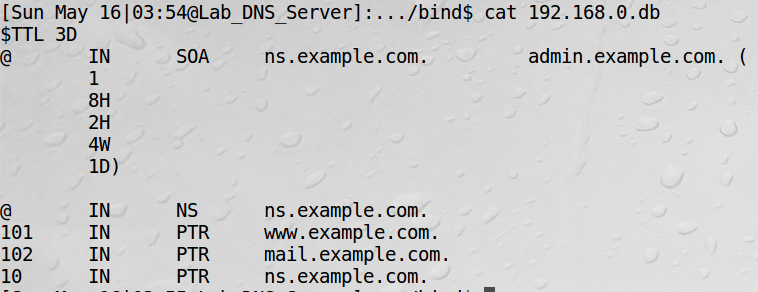 [Sun May 16|03:54@Lab_DNS_Server]:.../bind$ cat 192.168.0.db
$TTL 3D
@ IN SOA ns.example.com. admin.example.com. (
1
8H
2H
4W
1D)
@ IN NS ns.example.com.
101 IN PTR www.example.com.
102 IN PTR mail.example.com.
10 IN PTR ns.example.com.